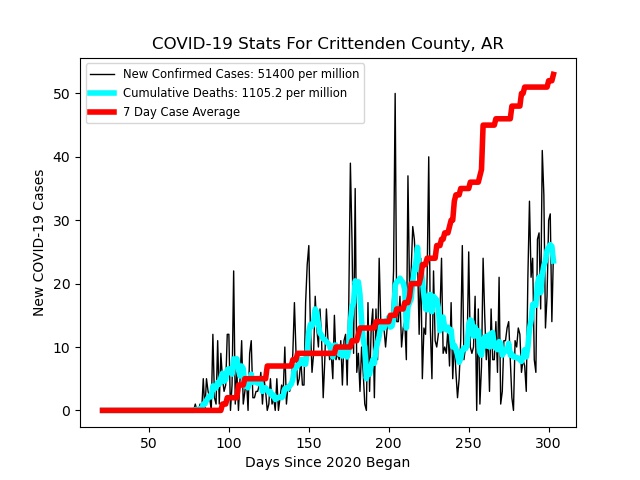 COVID-19 Stats For Crittenden County, AR
New Confirmed Cases: 51400 per million
Cumulative Deaths: 1105.2 per million
7 Day Case Average
New COVID-19 Cases
50
40
30
20
10
0
50 100 150 200 250 300
Days Since 2020 Began